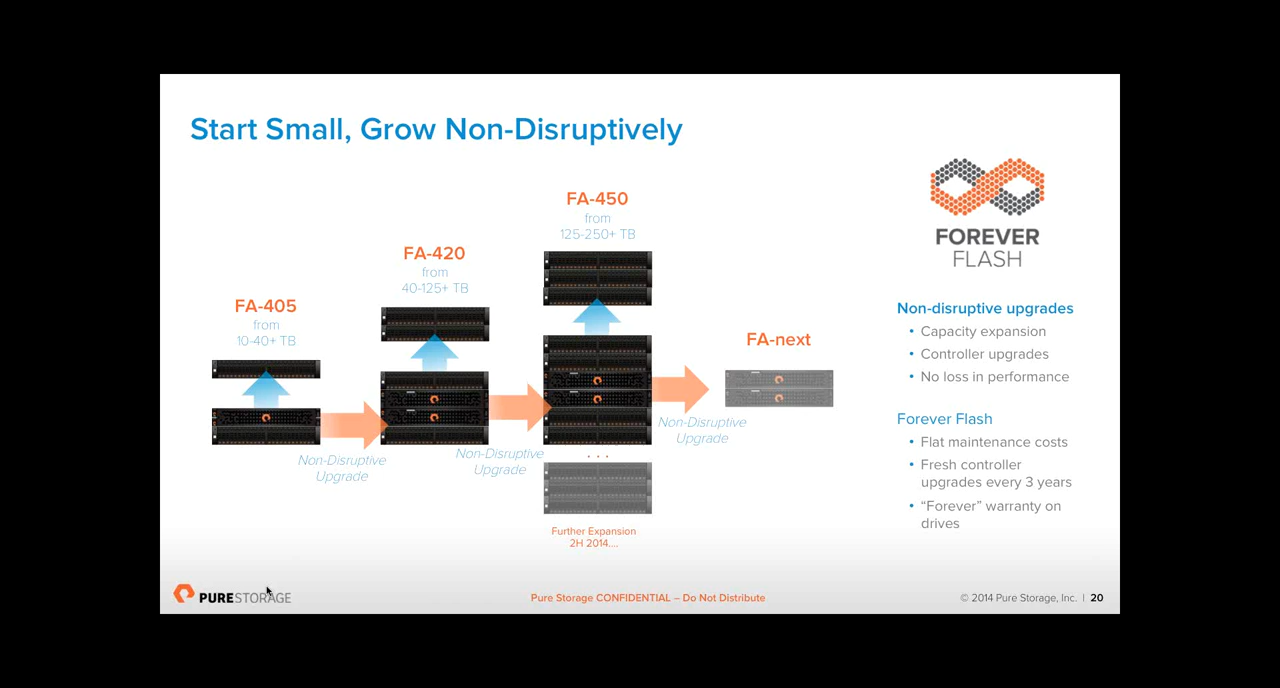 Start Small, Grow Non-Disruptively
FA-405
from
10-40+ TB
FA-420
from
40-125+ TB
FA-450
from
125-250+ TB
FA-next
Non-Disruptive
Upgrade
Non-Disruptive
Upgrade
Non-Disruptive
Upgrade
. . .
Further Expansion
2H 2014....
FOREVER
FLASH
Non-disruptive upgrades
• Capacity expansion
• Controller upgrades
• No loss in performance
Forever Flash
• Flat maintenance costs
• Fresh controller
upgrades every 3 years
• “Forever” warranty on
drives
PURESTORAGE
Pure Storage CONFIDENTIAL – Do Not Distribute
© 2014 Pure Storage, Inc. | 20